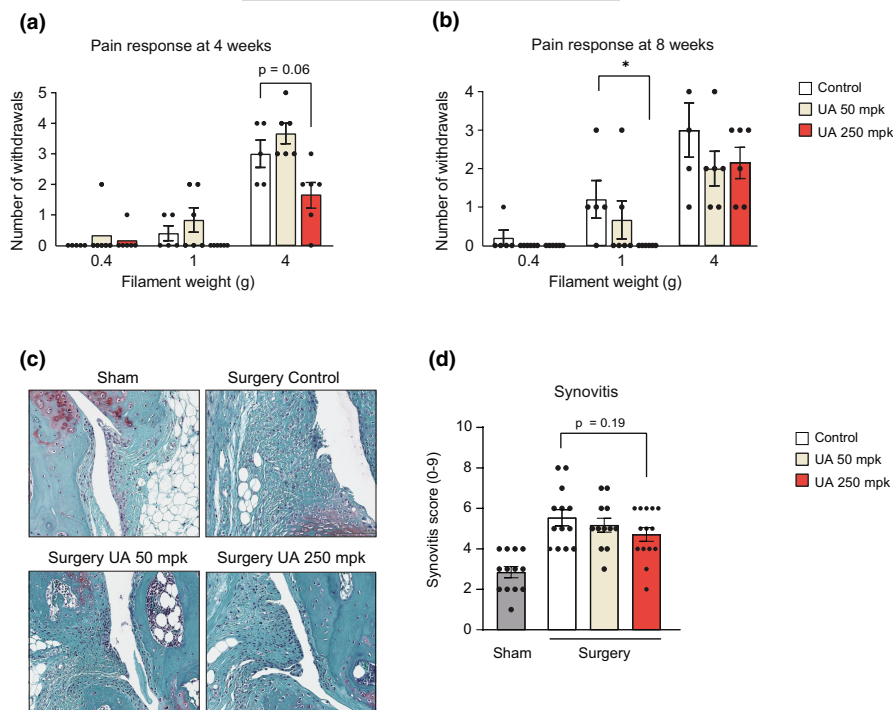 (a)
Pain response at 4 weeks
p = 0.06
Number of withdrawals
6
5
4
3
2
1
0
0.4 1 4
Filament weight (g)
(b)
Pain response at 8 weeks
*
Number of withdrawals
4
3
2
1
0
0.4 1 4
Filament weight (g)
Control
UA 50 mpk
UA 250 mpk
(c)
Sham
Surgery Control
Surgery UA 50 mpk
Surgery UA 250 mpk
(d)
Synovitis
p = 0.19
Synovitis score (0-9)
10
8
6
4
2
0
Sham
Surgery
Control
UA 50 mpk
UA 250 mpk